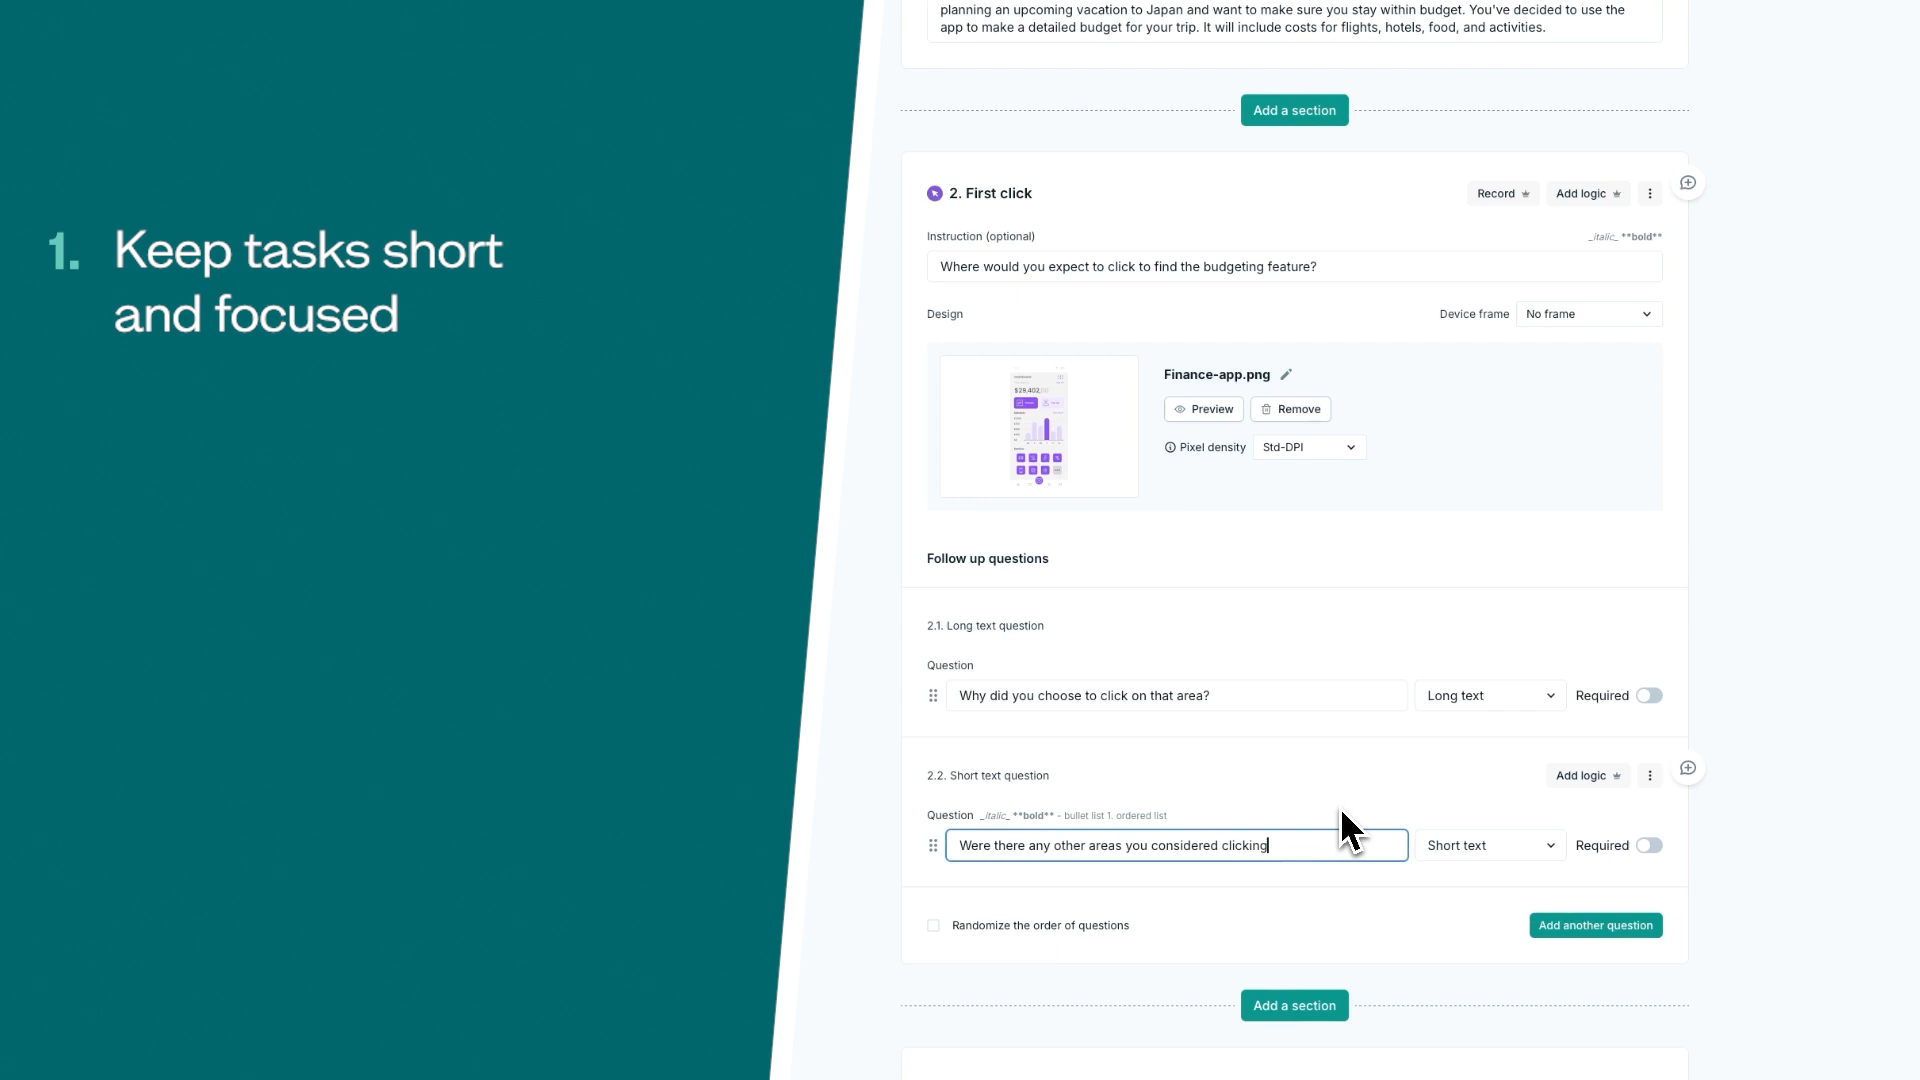 1. Keep tasks short
and focused
planning an upcoming vacation to Japan and want to make sure you stay within budget. You've decided to use the
app to make a detailed budget for your trip. It will include costs for flights, hotels, food, and activities.
Add a section
2. First click
Record
Add logic
Instruction (optional)
_italic_ **bold**
Where would you expect to click to find the budgeting feature?
Design
Device frame
No frame
$29,402
Finance-app.png
Preview
Remove
Pixel density
Std-DPI
Follow up questions
2.1. Long text question
Question
Why did you choose to click on that area?
Long text
Required
2.2. Short text question
Add logic
Question _italic_ **bold** - bullet list 1. ordered list
Were there any other areas you considered clicking
Short text
Required
Randomize the order of questions
Add another question
Add a section